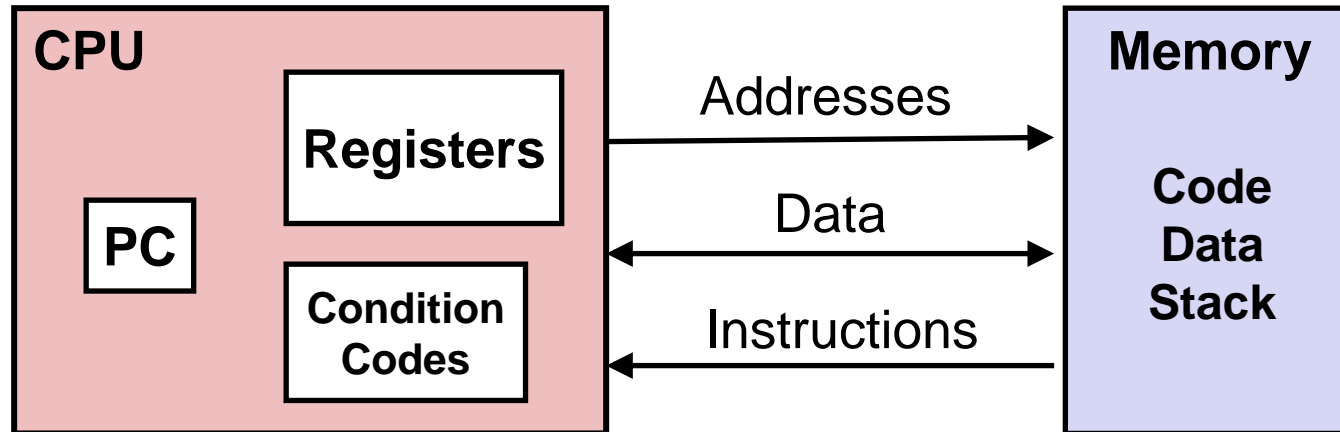 CPU
Registers
PC
Condition
Codes
Addresses
Data
Instructions
Memory
Code
Data
Stack